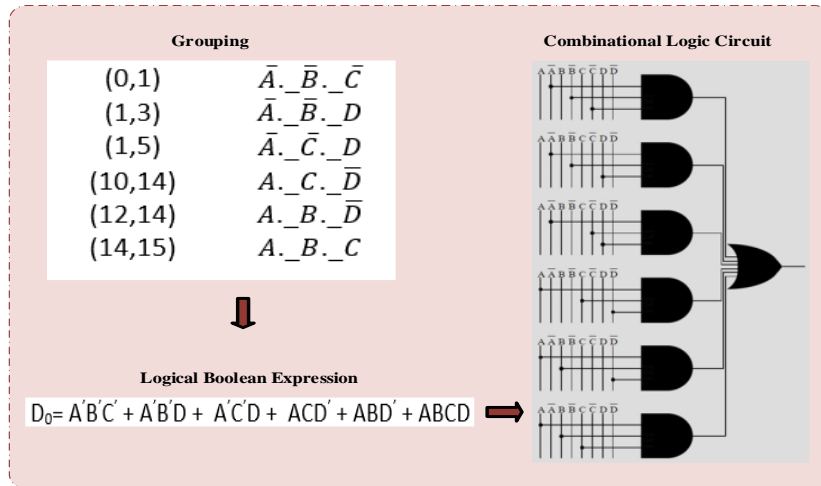 Grouping
(0,1) A̅._B̅._C̅
(1,3) A̅._B̅._D
(1,5) A̅._C̅._D
(10,14) A._C._D̅
(12,14) A._B._D̅
(14,15) A._B._C
Logical Boolean Expression
D₀= A'B'C' + A'B'D + A'C'D + ACD' + ABD' + ABCD
Combinational Logic Circuit
A A̅ B B̅ C C̅ D D̅
A A̅ B B̅ C C̅ D D̅
A A̅ B B̅ C C̅ D D̅
A A̅ B B̅ C C̅ D D̅
A A̅ B B̅ C C̅ D D̅
A A̅ B B̅ C C̅ D D̅